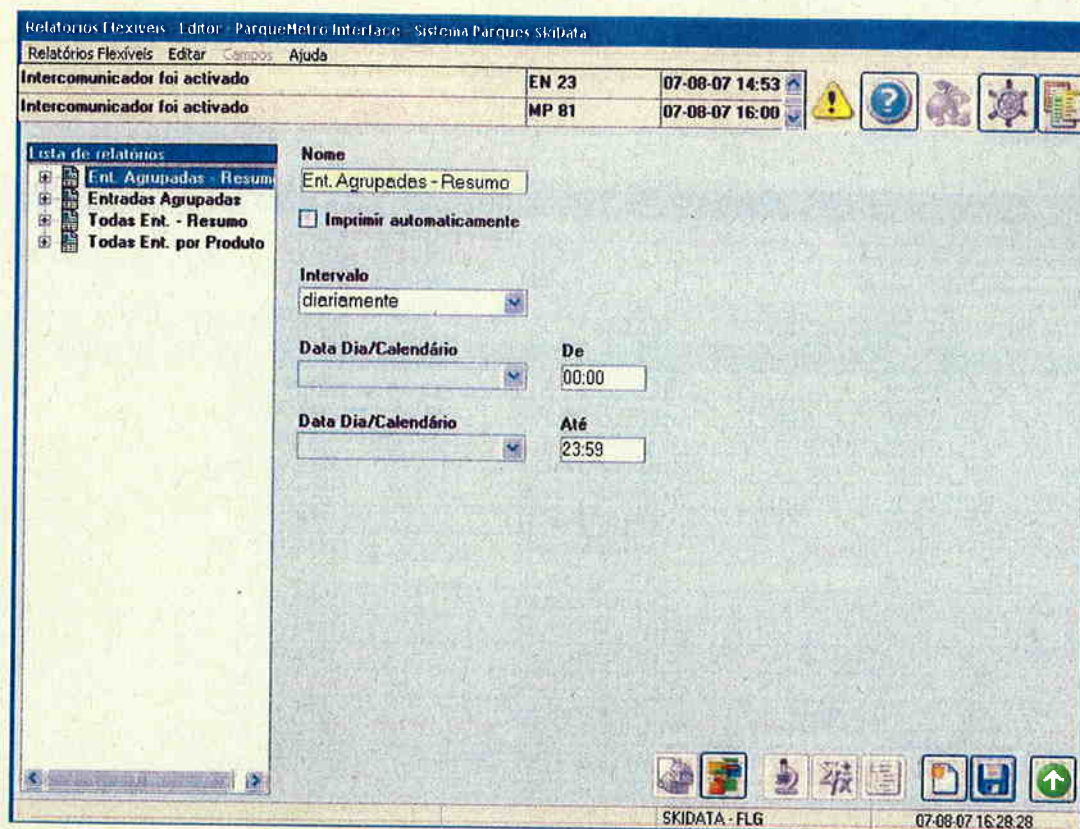 Relatórios Flexíveis - Editor - ParqueMetro Interface - Sistema Parques SkiData
Relatórios Flexíveis Editar Campos Ajuda
Intercomunicador foi activado EN 23 07-08-07 14:53
Intercomunicador foi activado MP 81 07-08-07 16:00
Lista de relatórios
Ent. Agrupadas - Resum
Entradas Agrupadas
Todas Ent. - Resumo
Todas Ent. por Produto
Nome
Ent. Agrupadas - Resumo
Imprimir automaticamente
Intervalo
diariamente
Data Dia/Calendário De
00:00
Data Dia/Calendário Até
23:59
SKIDATA - FLG 07-08-07 16:28:28